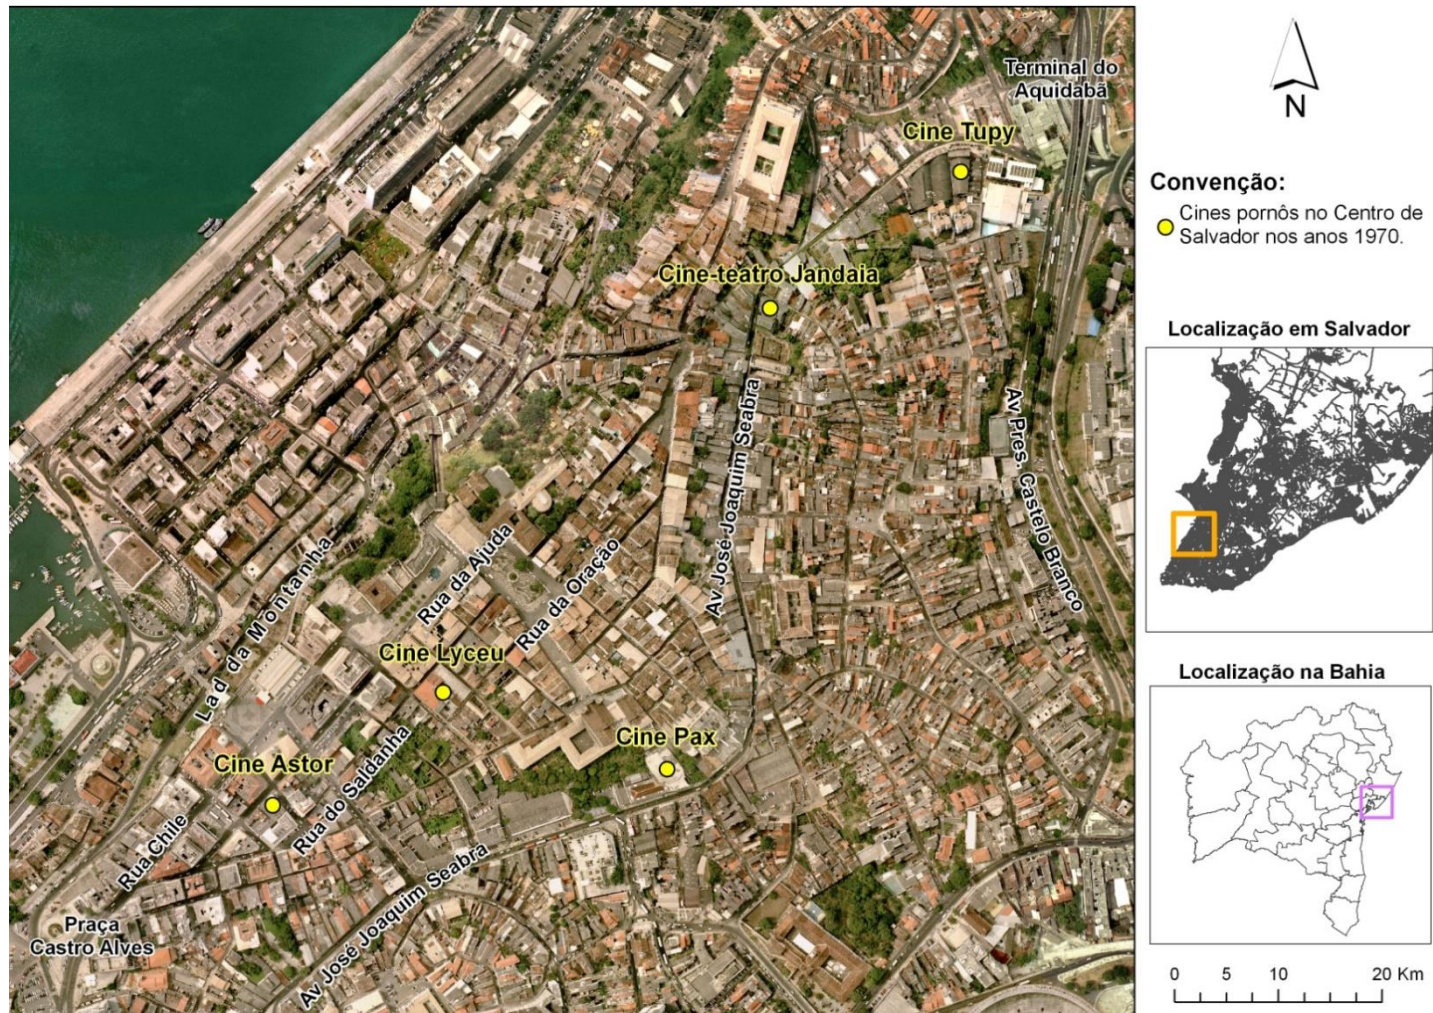 Terminal do
Aquidabã
Cine Tupy
Cine-teatro Jandaia
Av José Joaquim Seabra
Av Pres. Castelo Branco
Lad da Montanha
Rua da Ajuda
Rua da Oração
Cine Lyceu
Cine Pax
Cine Astor
Rua do Saldanha
Rua Chile
Av José Joaquim Seabra
Praça
Castro Alves
N
Convenção:
Cines pornôs no Centro de
Salvador nos anos 1970.
Localização em Salvador
Localização na Bahia
0 5 10 20 Km